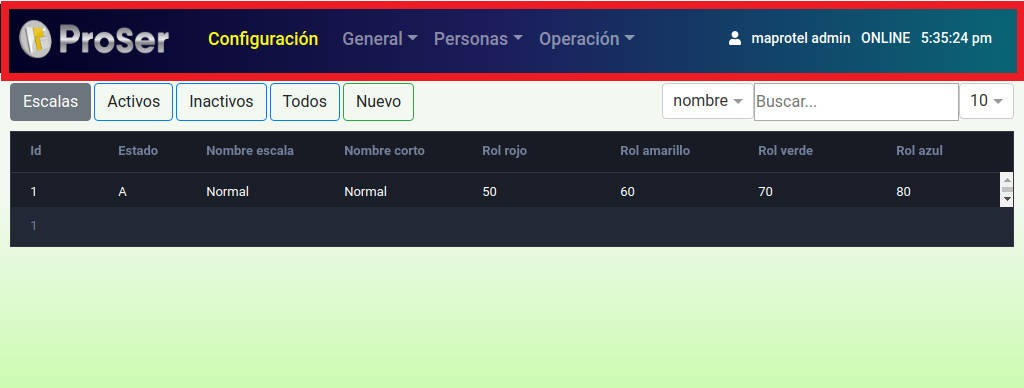 ProSer Configuración General Personas Operación maprotel admin ONLINE 5:35:24 pm
Escalas Activos Inactivos Todos Nuevo nombre Buscar... 10
Id Estado Nombre escala Nombre corto Rol rojo Rol amarillo Rol verde Rol azul
1 A Normal Normal 50 60 70 80
1